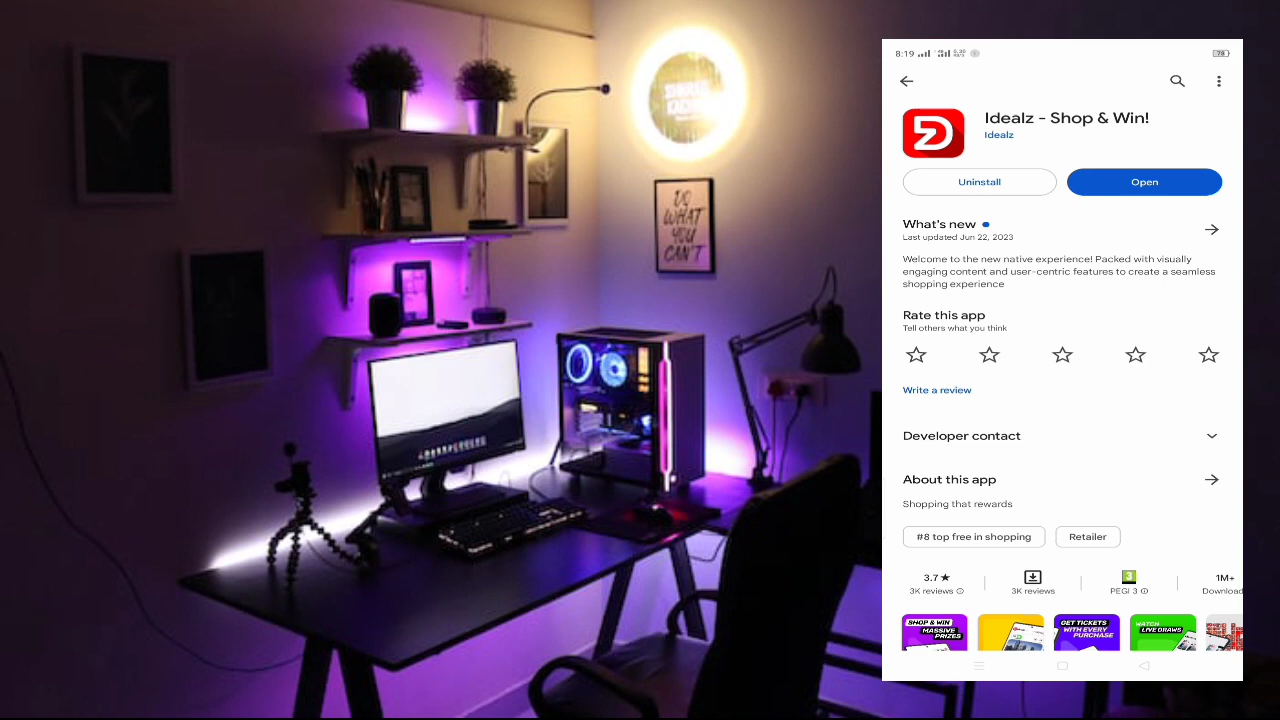 DO
WHAT
YOU
CAN'T
8:19
78
Idealz - Shop & Win!
Idealz
Uninstall
Open
What's new
Last updated Jun 22, 2023
Welcome to the new native experience! Packed with visually
engaging content and user-centric features to create a seamless
shopping experience
Rate this app
Tell others what you think
Write a review
Developer contact
About this app
Shopping that rewards
#8 top free in shopping
Retailer
3.7★
3K reviews
3K reviews
3
PEGI 3
1M+
Download
SHOP & WIN
MASSIVE
PRIZES
GET TICKETS
WITH EVERY
PURCHASE
WATCH
LIVE DRAWS